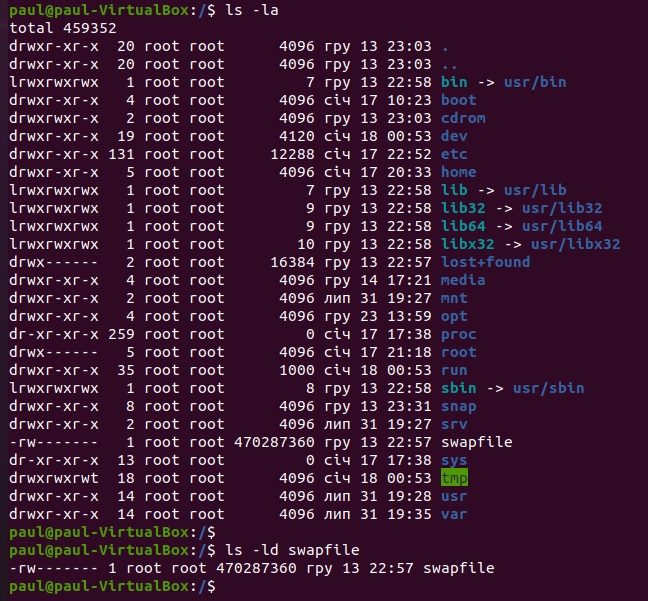 paul@paul-VirtualBox:/$ ls -la
total 459352
drwxr-xr-x  20 root root      4096 гру 13 23:03 .
drwxr-xr-x  20 root root      4096 гру 13 23:03 ..
lrwxrwxrwx   1 root root         7 гру 13 22:58 bin -> usr/bin
drwxr-xr-x   4 root root      4096 січ 17 10:23 boot
drwxrwxr-x   2 root root      4096 гру 13 23:03 cdrom
drwxr-xr-x  19 root root      4120 січ 18 00:53 dev
drwxr-xr-x 131 root root     12288 січ 17 22:52 etc
drwxr-xr-x   5 root root      4096 січ 17 20:33 home
lrwxrwxrwx   1 root root         7 гру 13 22:58 lib -> usr/lib
lrwxrwxrwx   1 root root         9 гру 13 22:58 lib32 -> usr/lib32
lrwxrwxrwx   1 root root         9 гру 13 22:58 lib64 -> usr/lib64
lrwxrwxrwx   1 root root        10 гру 13 22:58 libx32 -> usr/libx32
drwx------   2 root root     16384 гру 13 22:57 lost+found
drwxr-xr-x   4 root root      4096 гру 14 17:21 media
drwxr-xr-x   2 root root      4096 лип 31 19:27 mnt
drwxr-xr-x   4 root root      4096 гру 23 13:59 opt
dr-xr-xr-x 259 root root         0 січ 17 17:38 proc
drwx------   5 root root      4096 січ 17 21:18 root
drwxr-xr-x  35 root root      1000 січ 18 00:53 run
lrwxrwxrwx   1 root root         8 гру 13 22:58 sbin -> usr/sbin
drwxr-xr-x   8 root root      4096 гру 13 23:31 snap
drwxr-xr-x   2 root root      4096 лип 31 19:27 srv
-rw-------   1 root root 470287360 гру 13 22:57 swapfile
dr-xr-xr-x  13 root root         0 січ 17 17:38 sys
drwxrwxrwt  18 root root      4096 січ 18 00:53 tmp
drwxr-xr-x  14 root root      4096 лип 31 19:28 usr
drwxr-xr-x  14 root root      4096 лип 31 19:35 var
paul@paul-VirtualBox:/$
paul@paul-VirtualBox:/$ ls -ld swapfile
-rw------- 1 root root 470287360 гру 13 22:57 swapfile
paul@paul-VirtualBox:/$